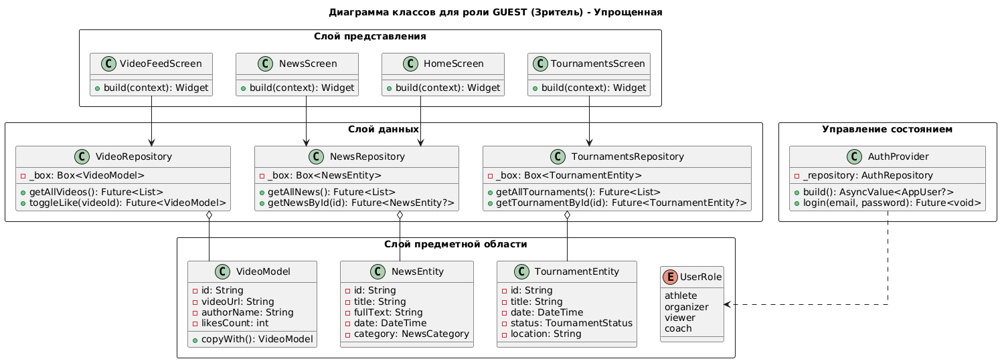 Диаграмма классов для роли GUEST (Зритель) - Упрощенная
Слой представления
C VideoFeedScreen
build(context): Widget
C NewsScreen
build(context): Widget
C HomeScreen
build(context): Widget
C TournamentsScreen
build(context): Widget
Слой данных
C VideoRepository
_box: Box<VideoModel>
getAllVideos(): Future<List>
toggleLike(videoId): Future<VideoModel>
C NewsRepository
_box: Box<NewsEntity>
getAllNews(): Future<List>
getNewsById(id): Future<NewsEntity?>
C TournamentsRepository
_box: Box<TournamentEntity>
getAllTournaments(): Future<List>
getTournamentById(id): Future<TournamentEntity?>
Управление состоянием
C AuthProvider
_repository: AuthRepository
build(): AsyncValue<AppUser?>
login(email, password): Future<void>
Слой предметной области
C VideoModel
id: String
videoUrl: String
authorName: String
likesCount: int
copyWith(): VideoModel
C NewsEntity
id: String
title: String
fullText: String
date: DateTime
category: NewsCategory
C TournamentEntity
id: String
title: String
date: DateTime
status: TournamentStatus
location: String
E UserRole
athlete
organizer
viewer
coach